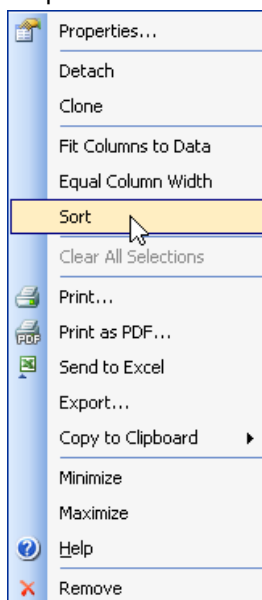 Properties...
Detach
Clone
Fit Columns to Data
Equal Column Width
Sort
Clear All Selections
Print...
PDF
Print as PDF...
Send to Excel
Export...
Copy to Clipboard
Minimize
Maximize
Help
Remove